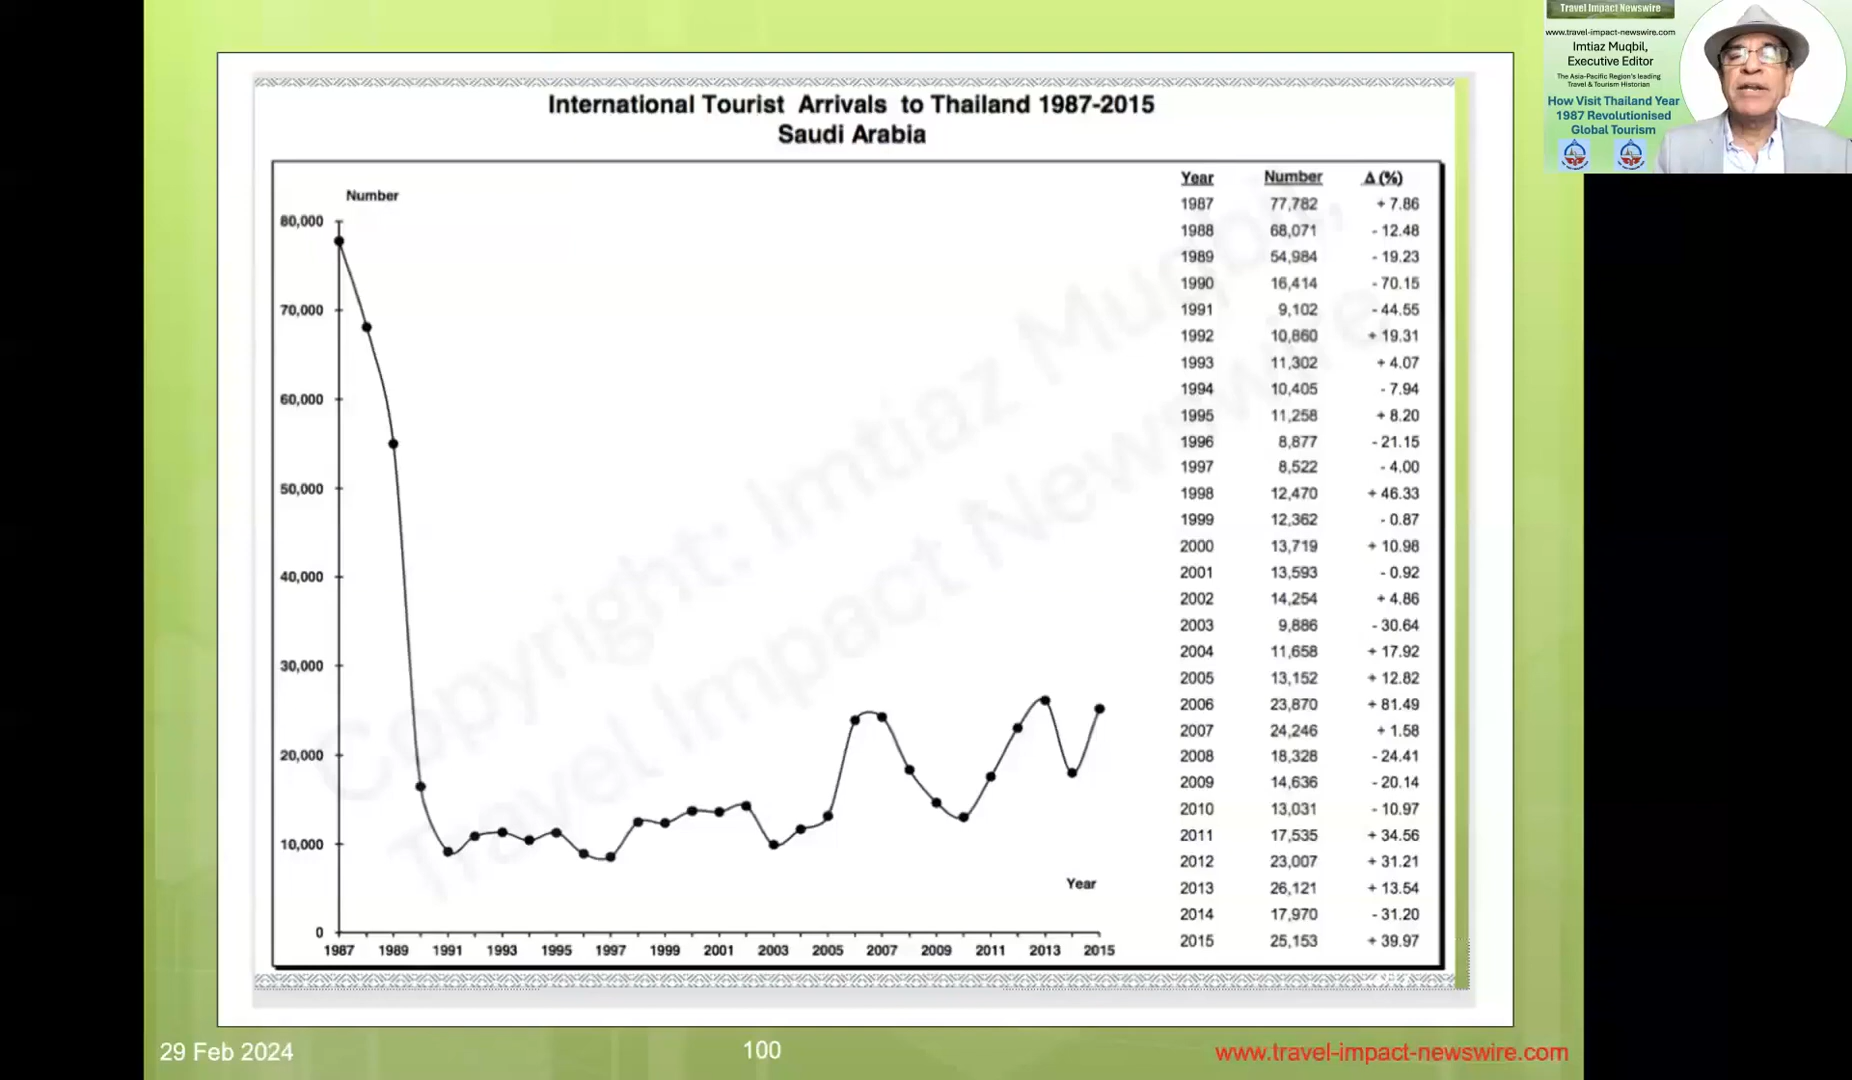 International Tourist Arrivals to Thailand 1987-2015
Saudi Arabia
Number
80,000
70,000
60,000
50,000
40,000
30,000
20,000
10,000
0
1987 1989 1991 1993 1995 1997 1999 2001 2003 2005 2007 2009 2011 2013 2015
Year
Year Number Δ (%)
1987 77,782 + 7.86
1988 68,071 - 12.48
1989 54,984 - 19.23
1990 16,414 - 70.15
1991 9,102 - 44.55
1992 10,860 + 19.31
1993 11,302 + 4.07
1994 10,405 - 7.94
1995 11,258 + 8.20
1996 8,877 - 21.15
1997 8,522 - 4.00
1998 12,470 + 46.33
1999 12,362 - 0.87
2000 13,719 + 10.98
2001 13,593 - 0.92
2002 14,254 + 4.86
2003 9,886 - 30.64
2004 11,658 + 17.92
2005 13,152 + 12.82
2006 23,870 + 81.49
2007 24,246 + 1.58
2008 18,328 - 24.41
2009 14,636 - 20.14
2010 13,031 - 10.97
2011 17,535 + 34.56
2012 23,007 + 31.21
2013 26,121 + 13.54
2014 17,970 - 31.20
2015 25,153 + 39.97
Copyright: Imtiaz Muqbil,
Travel Impact Newswire
Travel Impact Newswire
www.travel-impact-newswire.com
Imtiaz Muqbil,
Executive Editor
The Asia-Pacific Region's leading
Travel & Tourism Historian
How Visit Thailand Year
1987 Revolutionised
Global Tourism
29 Feb 2024
100
www.travel-impact-newswire.com